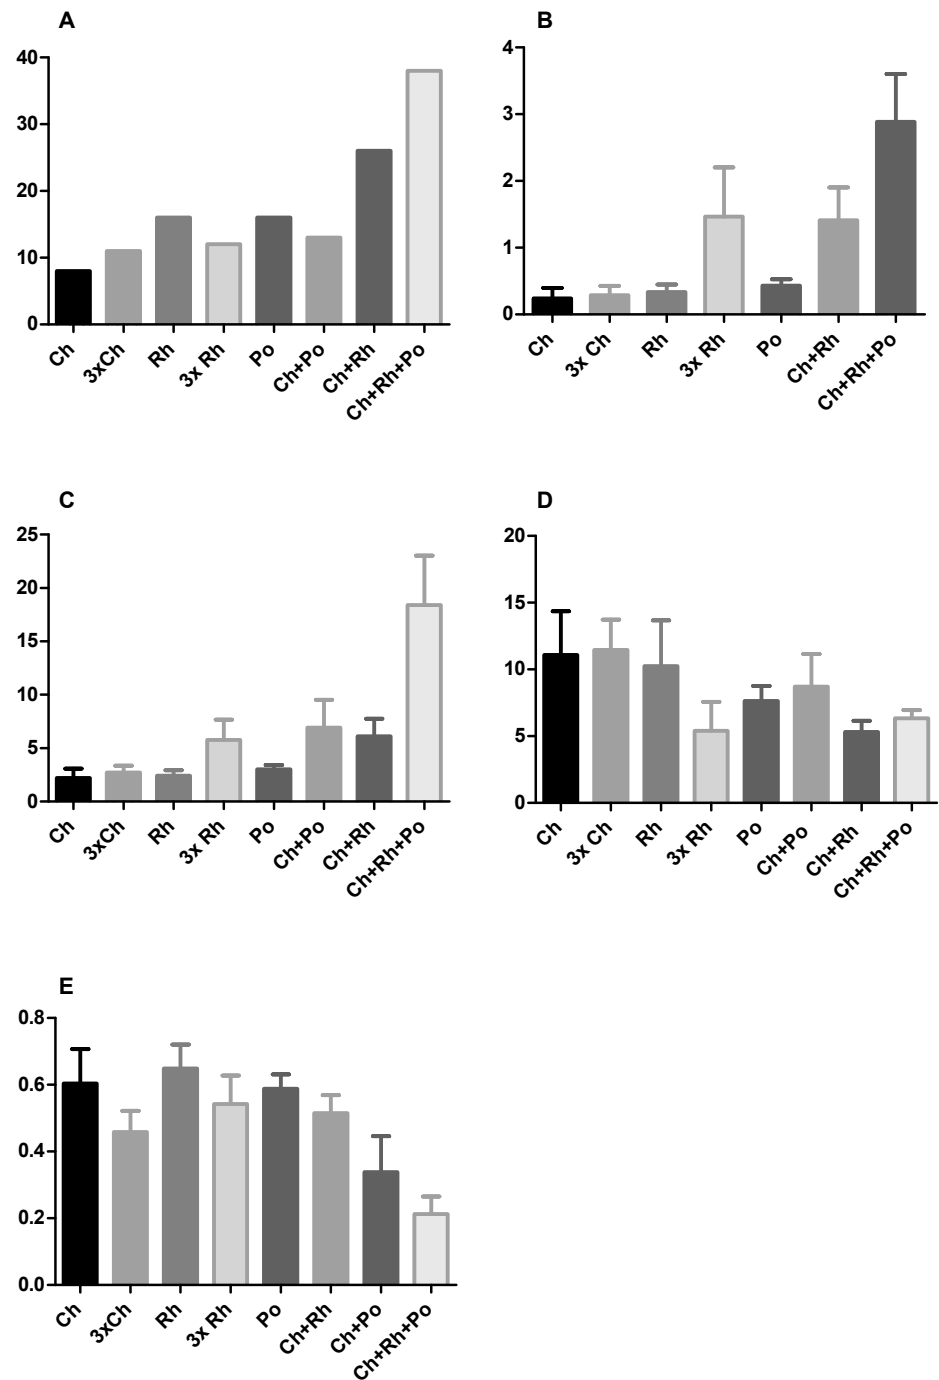 A
40
30
20
10
0
Ch
3xCh
Rh
3x Rh
Po
Ch+Po
Ch+Rh
Ch+Rh+Po
B
4
3
2
1
0
Ch
3x Ch
Rh
3x Rh
Po
Ch+Rh
Ch+Rh+Po
C
25
20
15
10
5
0
Ch
3xCh
Rh
3x Rh
Po
Ch+Po
Ch+Rh
Ch+Rh+Po
D
20
15
10
5
0
Ch
3x Ch
Rh
3x Rh
Po
Ch+Po
Ch+Rh
Ch+Rh+Po
E
0.8
0.6
0.4
0.2
0.0
Ch
3xCh
Rh
3x Rh
Po
Ch+Rh
Ch+Po
Ch+Rh+Po